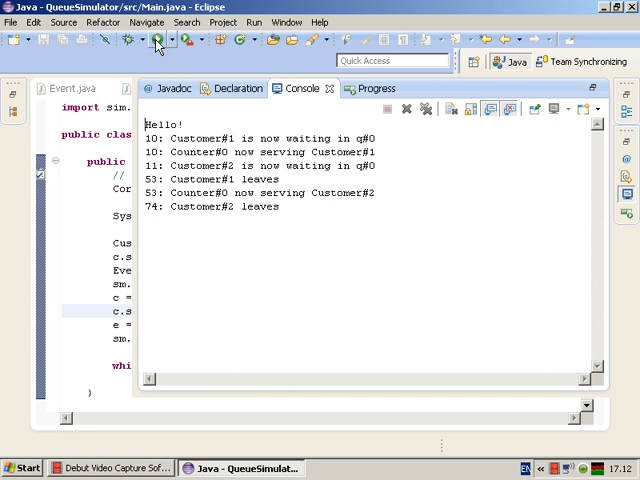 Java - QueueSimulator/src/Main.java - Eclipse
File Edit Source Refactor Navigate Search Project Run Window Help
Quick Access
Java
Team Synchronizing
Event.java
Javadoc
Declaration
Console
Progress
import sim.
public class
public
//
Cor
Sys
Cus
c.s
Eve
sm.
c =
c.s
e =
sm.
whi
}
Hello!
10: Customer#1 is now waiting in q#0
10: Counter#0 now serving Customer#1
11: Customer#2 is now waiting in q#0
53: Customer#1 leaves
53: Counter#0 now serving Customer#2
74: Customer#2 leaves
Start
Debut Video Capture Sof...
Java - QueueSimulat...
EN
17.12